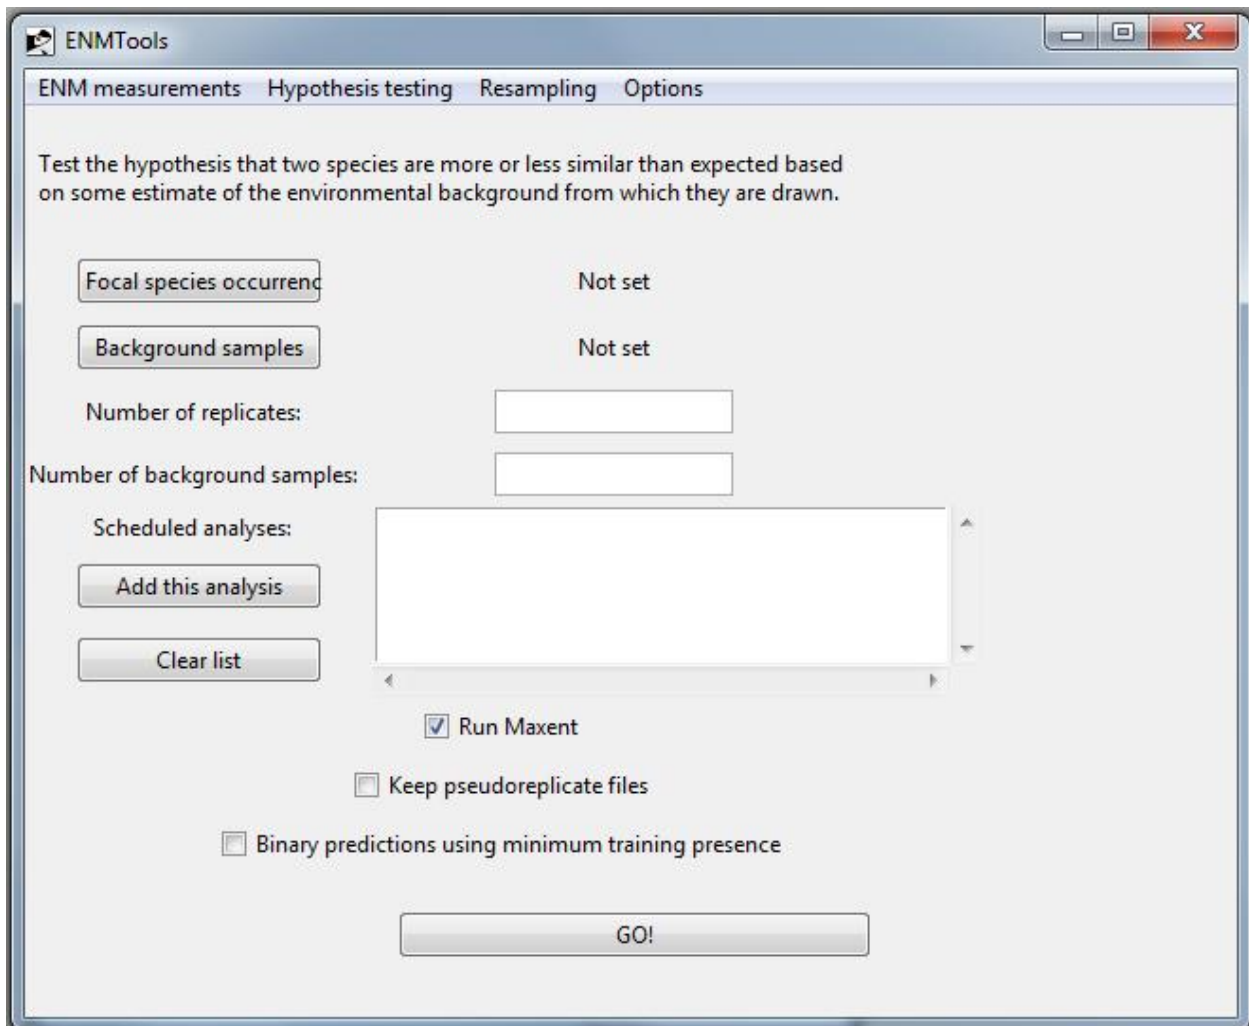 ENMTools
ENM measurements Hypothesis testing Resampling Options
Test the hypothesis that two species are more or less similar than expected based
on some estimate of the environmental background from which they are drawn.
Focal species occurrenc Not set
Background samples Not set
Number of replicates:
Number of background samples:
Scheduled analyses:
Add this analysis
Clear list
Run Maxent
Keep pseudoreplicate files
Binary predictions using minimum training presence
GO!